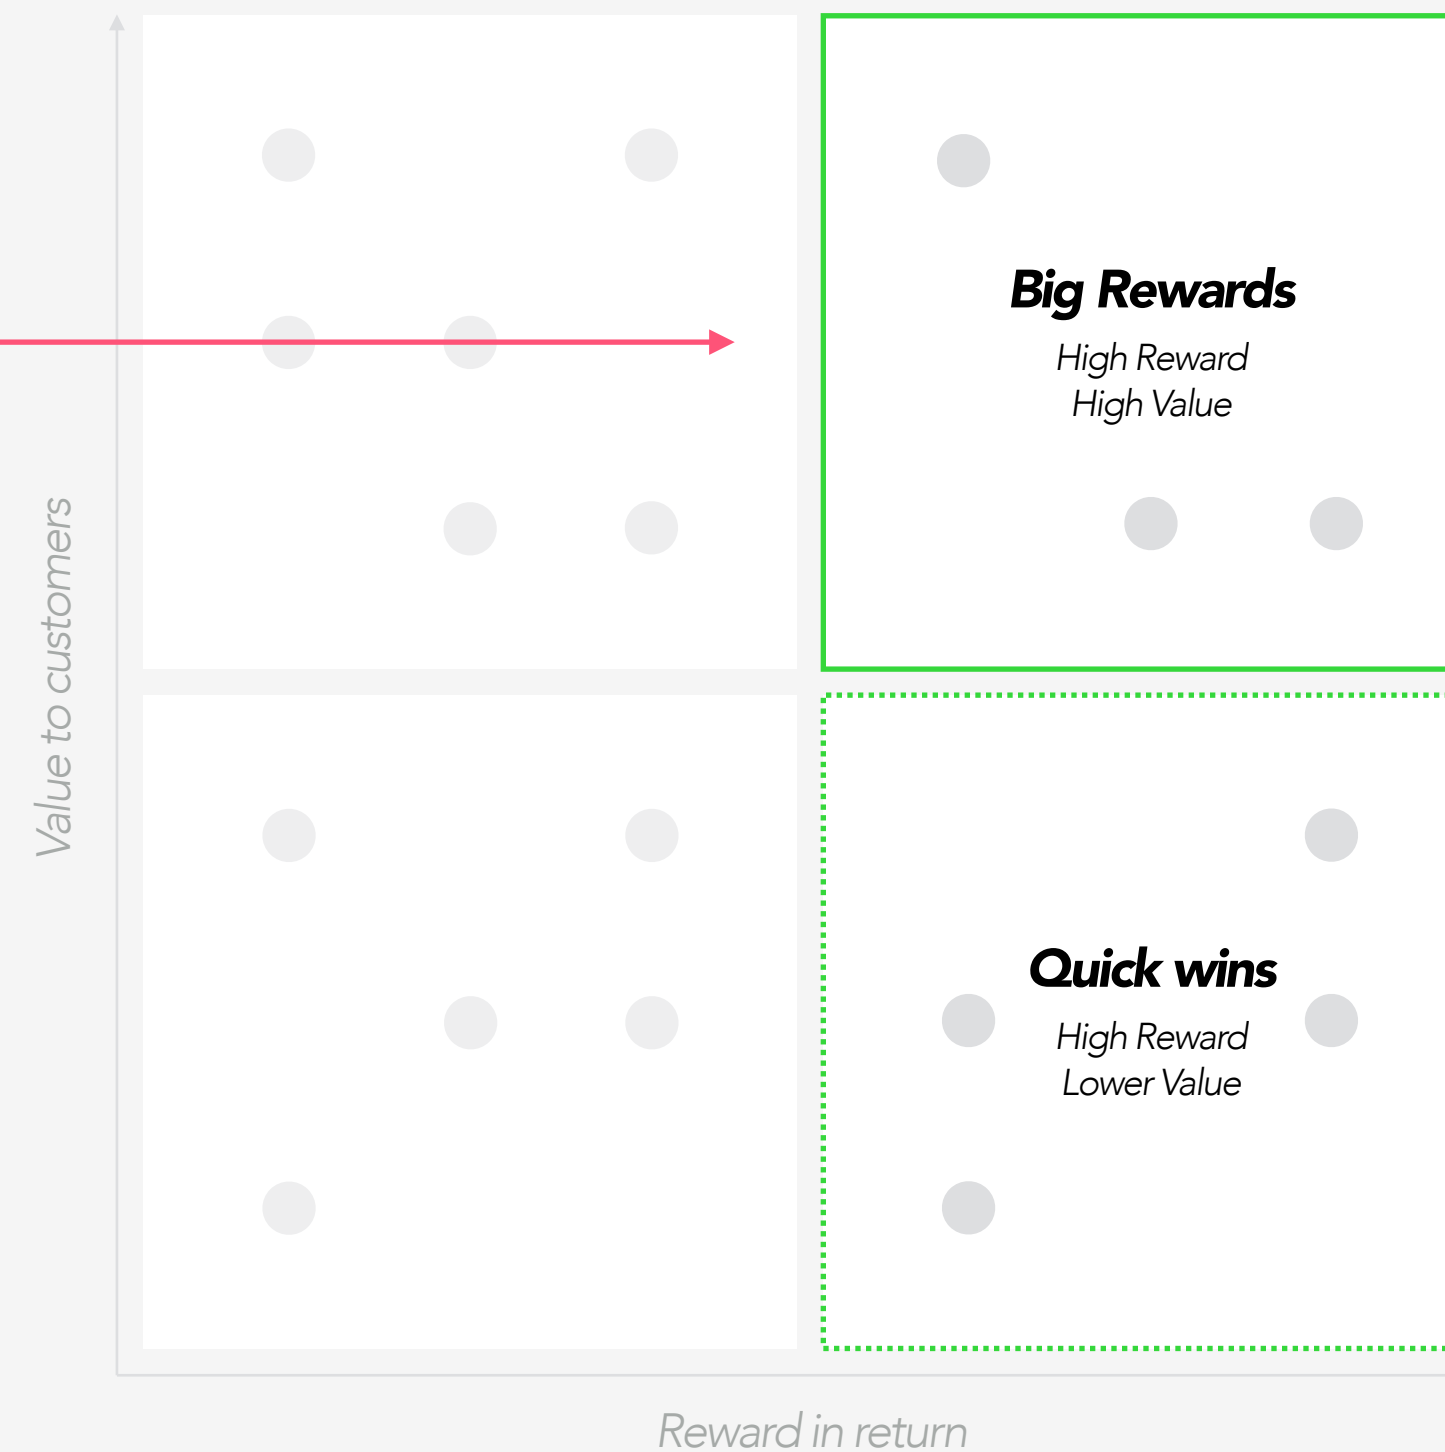 Big Rewards
High Reward
High Value
Value to customers
Quick wins
High Reward
Lower Value
Reward in return